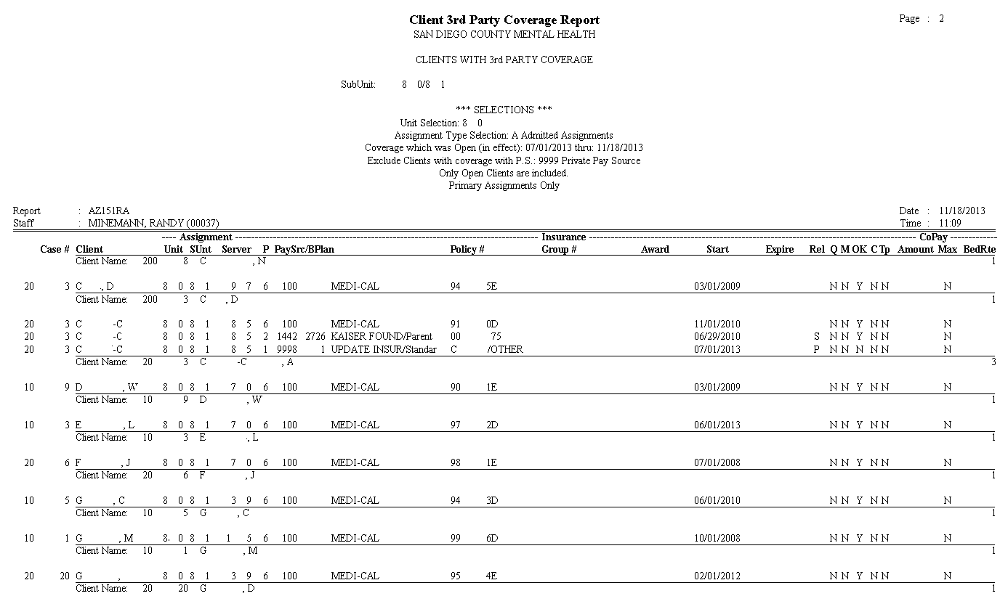 Client 3rd Party Coverage Report Page : 2
SAN DIEGO COUNTY MENTAL HEALTH
CLIENTS WITH 3rd PARTY COVERAGE
SubUnit: 8 0/8 1
*** SELECTIONS ***
Unit Selection: 8 0
Assignment Type Selection: A Admitted Assignments
Coverage which was Open (in effect): 07/01/2013 thru: 11/18/2013
Exclude Clients with coverage with P.S.: 9999 Private Pay Source
Only Open Clients are included.
Primary Assignments Only
Report : AZ151RA Date : 11/18/2013
Staff : MINEMANN, RANDY (00037) Time : 11:09
---- Assignment ---- Insurance ---- CoPay ----
Case # Client Unit SUnt Server P PaySrc/BPlan Policy # Group # Award Start Expire Rel Q M OK C Tp Amount Max BedRte
Client Name: 200 8 C , N 1
20 3 C , D 8 0 8 1 9 7 6 100 MEDI-CAL 94 5E 03/01/2009 N N Y N N N
Client Name: 200 3 C , D 1
20 3 C -C 8 0 8 1 8 5 6 100 MEDI-CAL 91 0D 11/01/2010 N N Y N N N
20 3 C -C 8 0 8 1 8 5 2 1442 2726 KAISER FOUND/Parent 00 75 06/29/2010 S N N Y N N N
20 3 C -C 8 0 8 1 8 5 1 9998 1 UPDATE INSUR/Standar C /OTHER 07/01/2013 P N N N N N N
Client Name: 20 3 C -C , A 3
10 9 D , W 8 0 8 1 7 0 6 100 MEDI-CAL 90 1E 03/01/2009 N N Y N N N
Client Name: 10 9 D , W 1
10 3 E , L 8 0 8 1 7 0 6 100 MEDI-CAL 97 2D 06/01/2013 N N Y N N N
Client Name: 10 3 E , L 1
20 6 F , J 8 0 8 1 7 0 6 100 MEDI-CAL 98 1E 07/01/2008 N N Y N N N
Client Name: 20 6 F , J 1
10 5 G , C 8 0 8 1 3 9 6 100 MEDI-CAL 94 3D 06/01/2010 N N Y N N N
Client Name: 10 5 G , C 1
10 1 G , M 8 0 8 1 1 5 6 100 MEDI-CAL 99 6D 10/01/2008 N N Y N N N
Client Name: 10 1 G , M 1
20 20 G , 8 0 8 1 3 9 6 100 MEDI-CAL 95 4E 02/01/2012 N N Y N N N
Client Name: 20 20 G , D 1